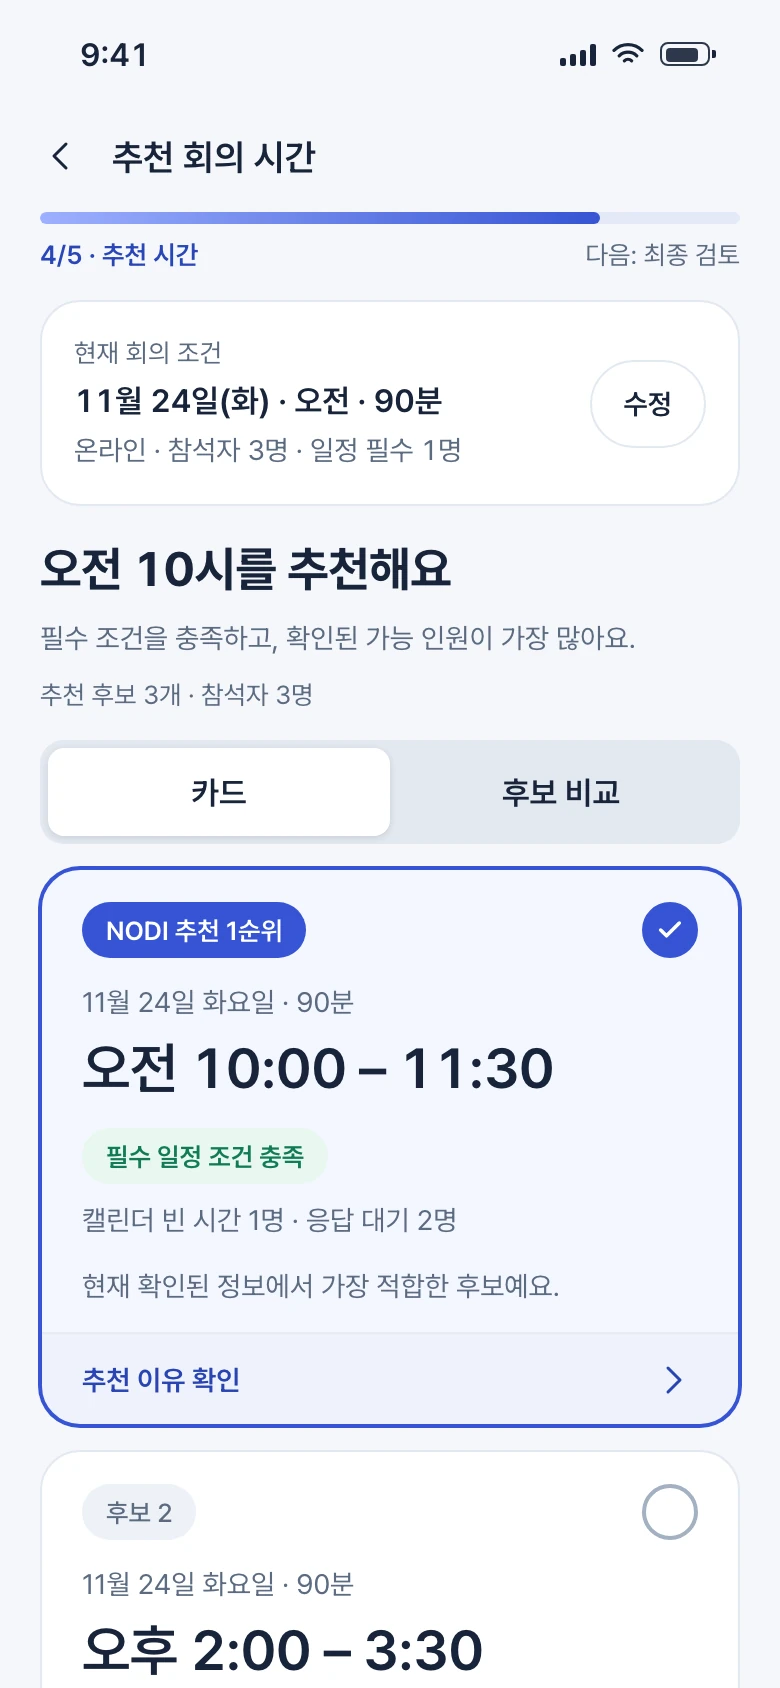 9:41
추천 회의 시간
4/5 · 추천 시간
다음: 최종 검토
현재 회의 조건
11월 24일(화) · 오전 · 90분
온라인 · 참석자 3명 · 일정 필수 1명
수정
오전 10시를 추천해요
필수 조건을 충족하고, 확인된 가능 인원이 가장 많아요.
추천 후보 3개 · 참석자 3명
카드
후보 비교
NODI 추천 1순위
11월 24일 화요일 · 90분
오전 10:00 – 11:30
필수 일정 조건 충족
캘린더 빈 시간 1명 · 응답 대기 2명
현재 확인된 정보에서 가장 적합한 후보예요.
추천 이유 확인
후보 2
11월 24일 화요일 · 90분
오후 2:00 – 3:30